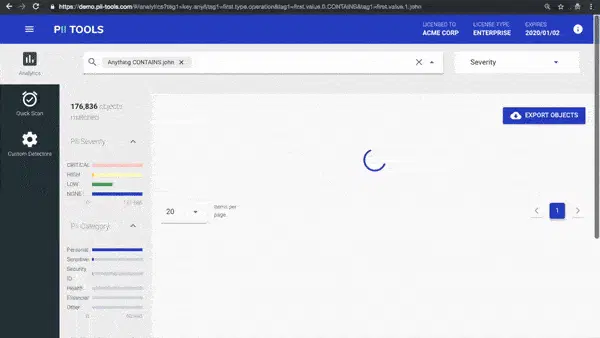 https://demo.pii-tools.com/#/analytics?tag1=key.any/tag1=first.type.operation&tag1=first.value.0.CONTAINS&tag1=first.value.1.john
PII TOOLS
LICENSED TO
ACME CORP
LICENSE TYPE
ENTERPRISE
EXPIRES
2020/01/02
Analytics
Quick Scan
Custom Detectors
Anything CONTAINS john
Severity
176,836 objects
matched
EXPORT OBJECTS
PII Severity
CRITICAL
HIGH
LOW
NONE
0
20
items per
page
1
PII Category
Personal
Sensitive
Security
ID
Health
Financial
Other
0